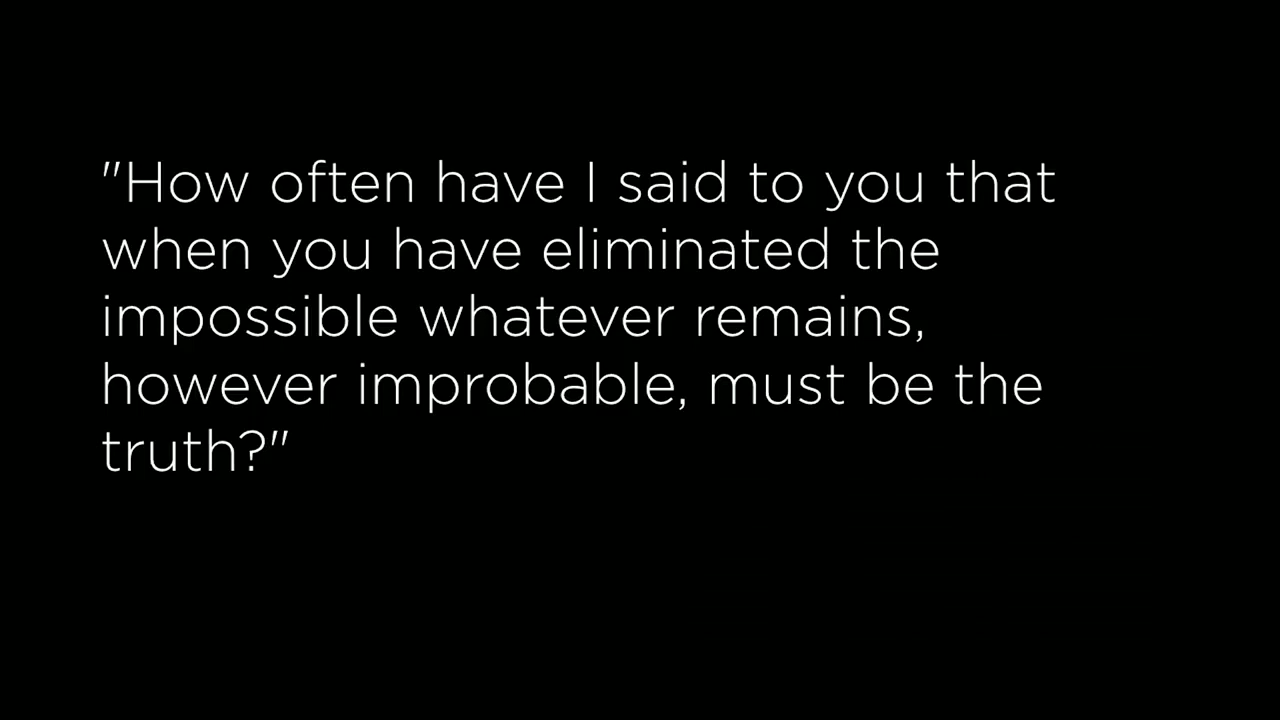 "How often have I said to you that
when you have eliminated the
impossible whatever remains,
however improbable, must be the
truth?"